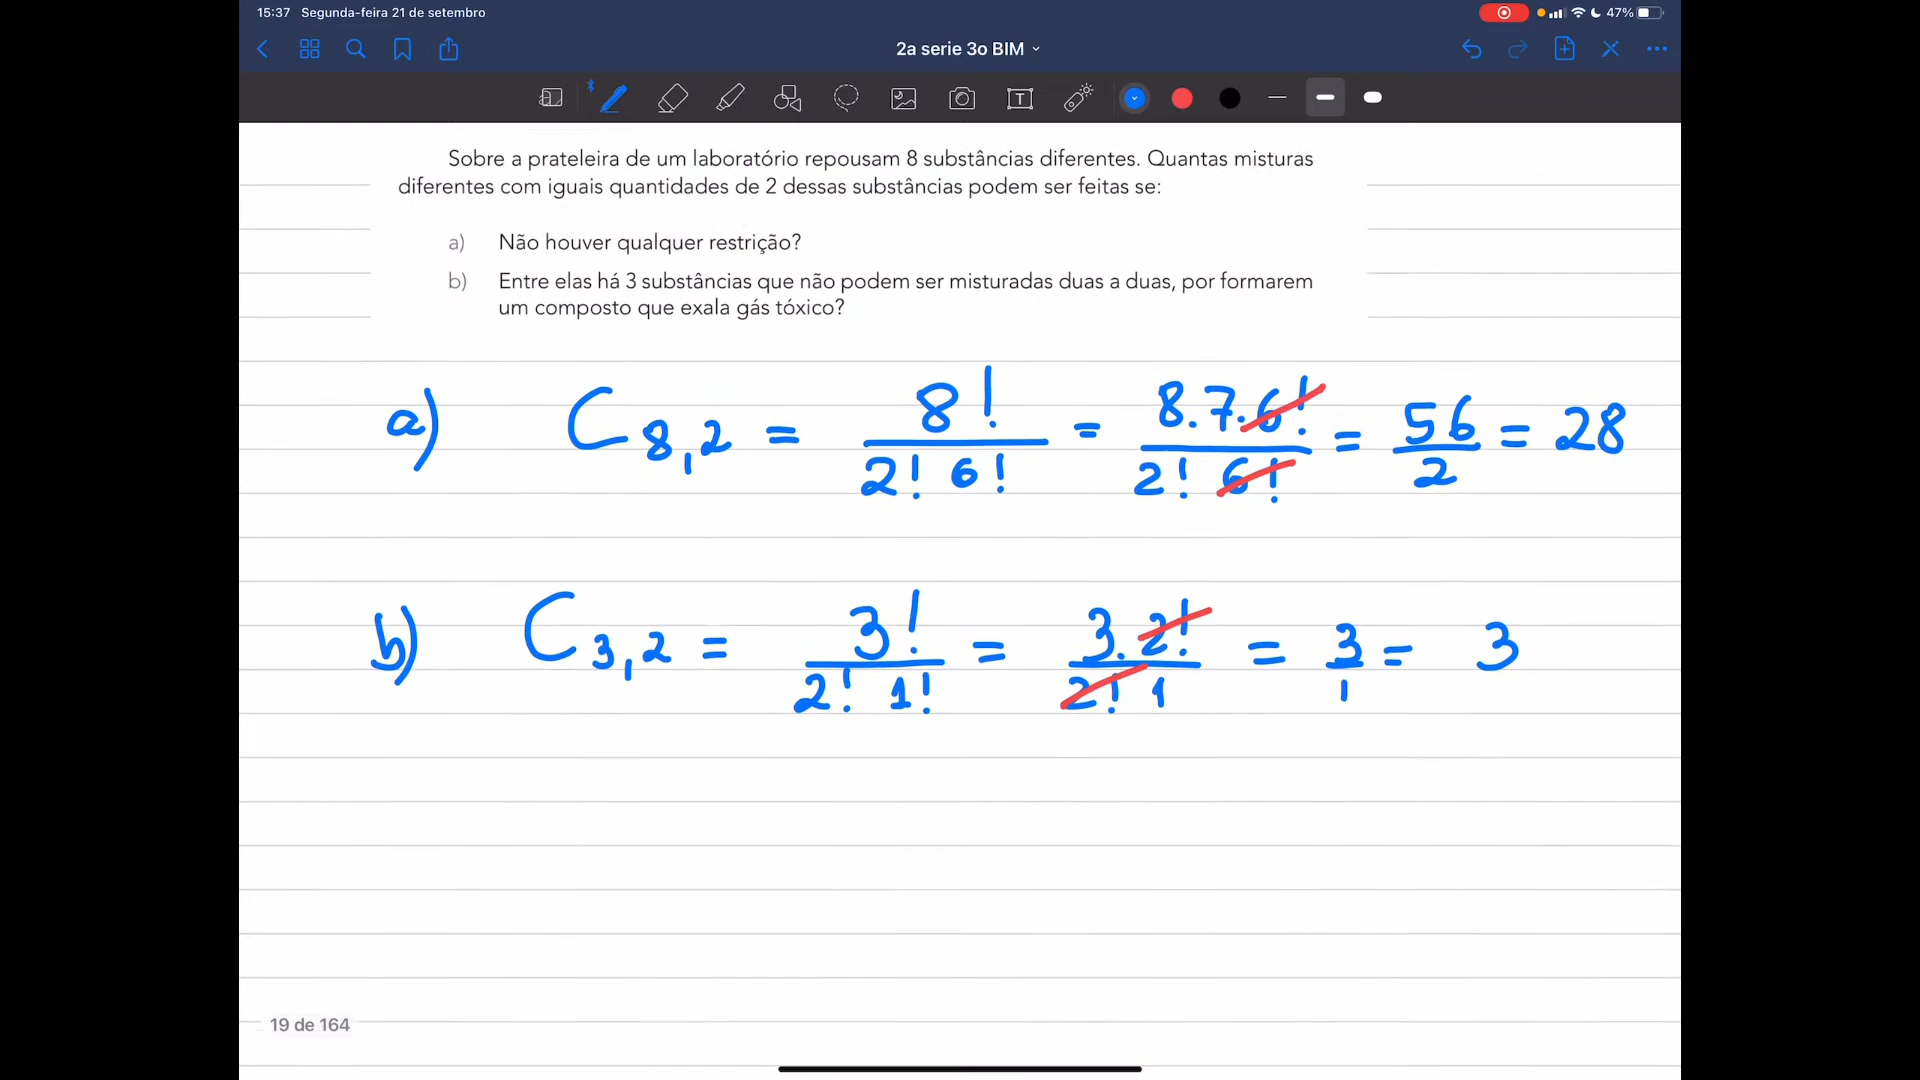 15:37 Segunda-feira 21 de setembro
47%
2a serie 3o BIM
T
Sobre a prateleira de um laboratório repousam 8 substâncias diferentes. Quantas misturas
diferentes com iguais quantidades de 2 dessas substâncias podem ser feitas se:
a) Não houver qualquer restrição?
b) Entre elas há 3 substâncias que não podem ser misturadas duas a duas, por formarem
um composto que exala gás tóxico?
a) C8,2 = 8! / 2! 6! = 8.7.6! / 2! 6! = 56 / 2 = 28
b) C3,2 = 3! / 2! 1! = 3.2! / 2! 1 = 3 / 1 = 3
19 de 164